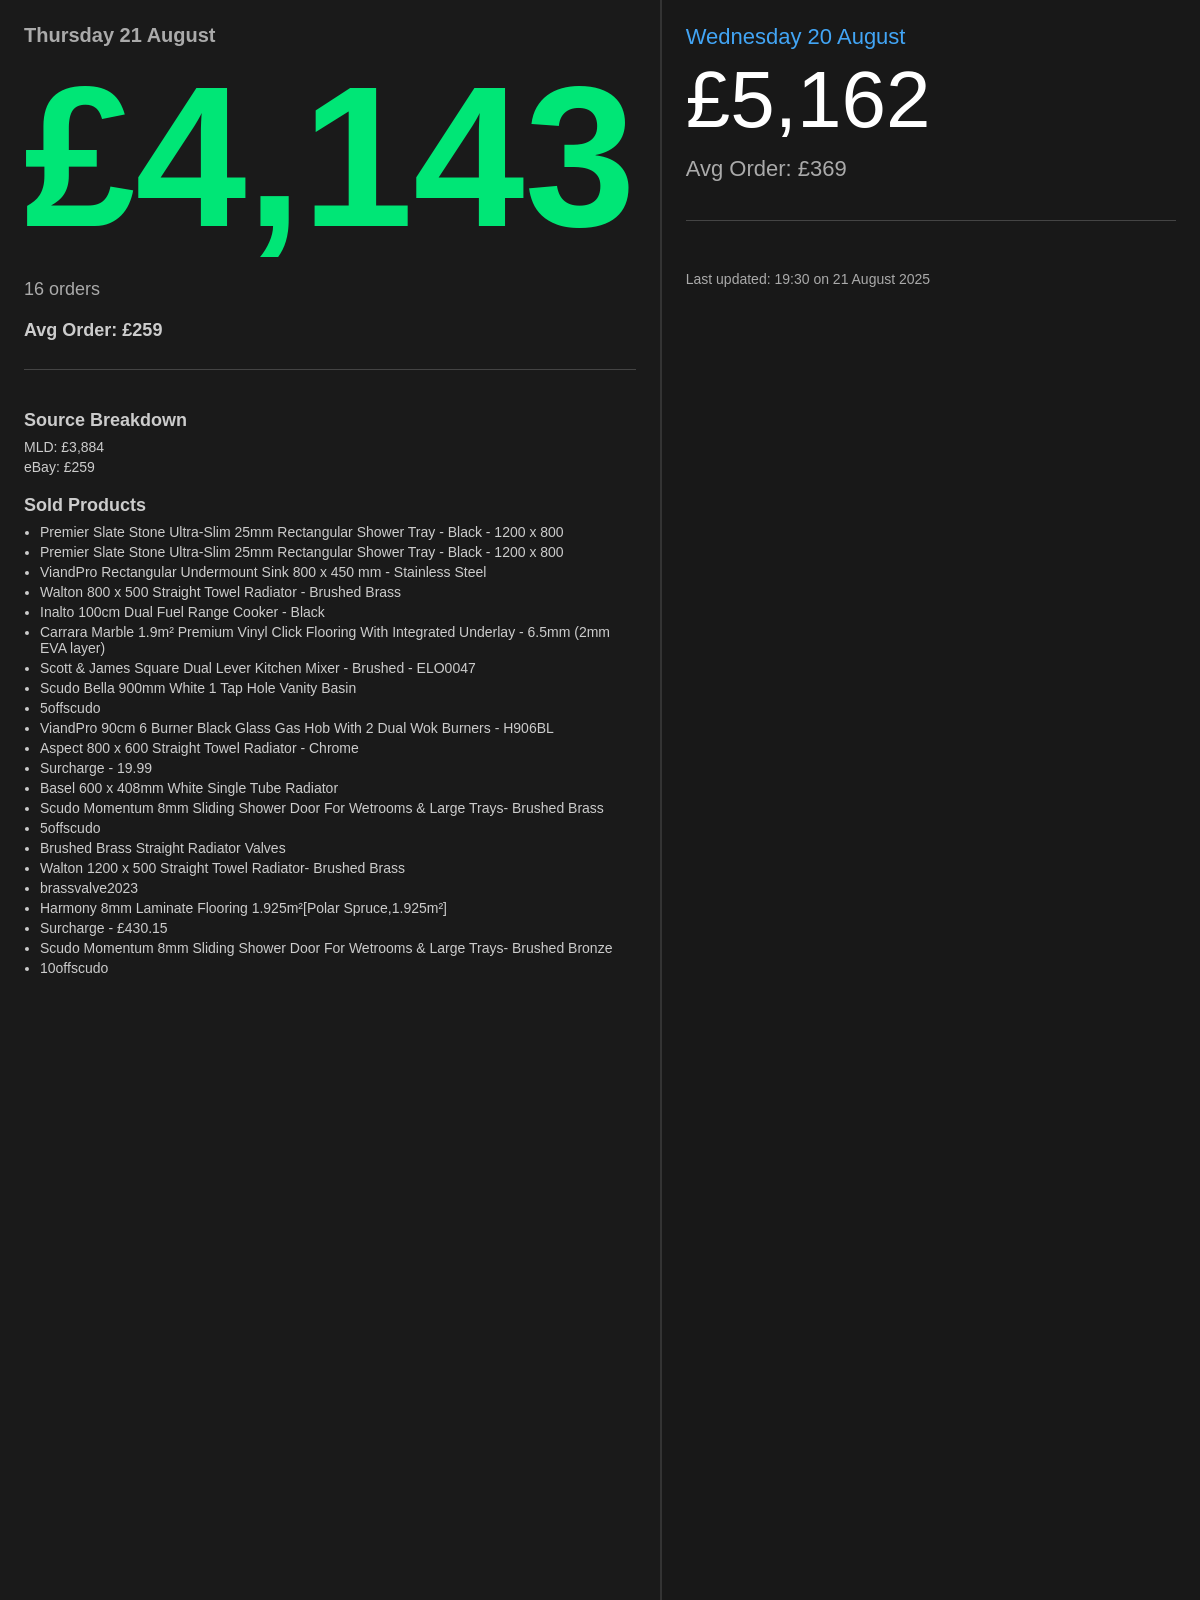 Thursday 21 August
£4,143
16 orders
Avg Order: £259
Source Breakdown
MLD: £3,884
eBay: £259
Sold Products
Premier Slate Stone Ultra-Slim 25mm Rectangular Shower Tray - Black - 1200 x 800
Premier Slate Stone Ultra-Slim 25mm Rectangular Shower Tray - Black - 1200 x 800
ViandPro Rectangular Undermount Sink 800 x 450 mm - Stainless Steel
Walton 800 x 500 Straight Towel Radiator - Brushed Brass
Inalto 100cm Dual Fuel Range Cooker - Black
Carrara Marble 1.9m² Premium Vinyl Click Flooring With Integrated Underlay - 6.5mm (2mm
EVA layer)
Scott & James Square Dual Lever Kitchen Mixer - Brushed - ELO0047
Scudo Bella 900mm White 1 Tap Hole Vanity Basin
5offscudo
ViandPro 90cm 6 Burner Black Glass Gas Hob With 2 Dual Wok Burners - H906BL
Aspect 800 x 600 Straight Towel Radiator - Chrome
Surcharge - 19.99
Basel 600 x 408mm White Single Tube Radiator
Scudo Momentum 8mm Sliding Shower Door For Wetrooms & Large Trays- Brushed Brass
5offscudo
Brushed Brass Straight Radiator Valves
Walton 1200 x 500 Straight Towel Radiator- Brushed Brass
brassvalve2023
Harmony 8mm Laminate Flooring 1.925m²[Polar Spruce,1.925m²]
Surcharge - £430.15
Scudo Momentum 8mm Sliding Shower Door For Wetrooms & Large Trays- Brushed Bronze
10offscudo
Wednesday 20 August
£5,162
Avg Order: £369
Last updated: 19:30 on 21 August 2025